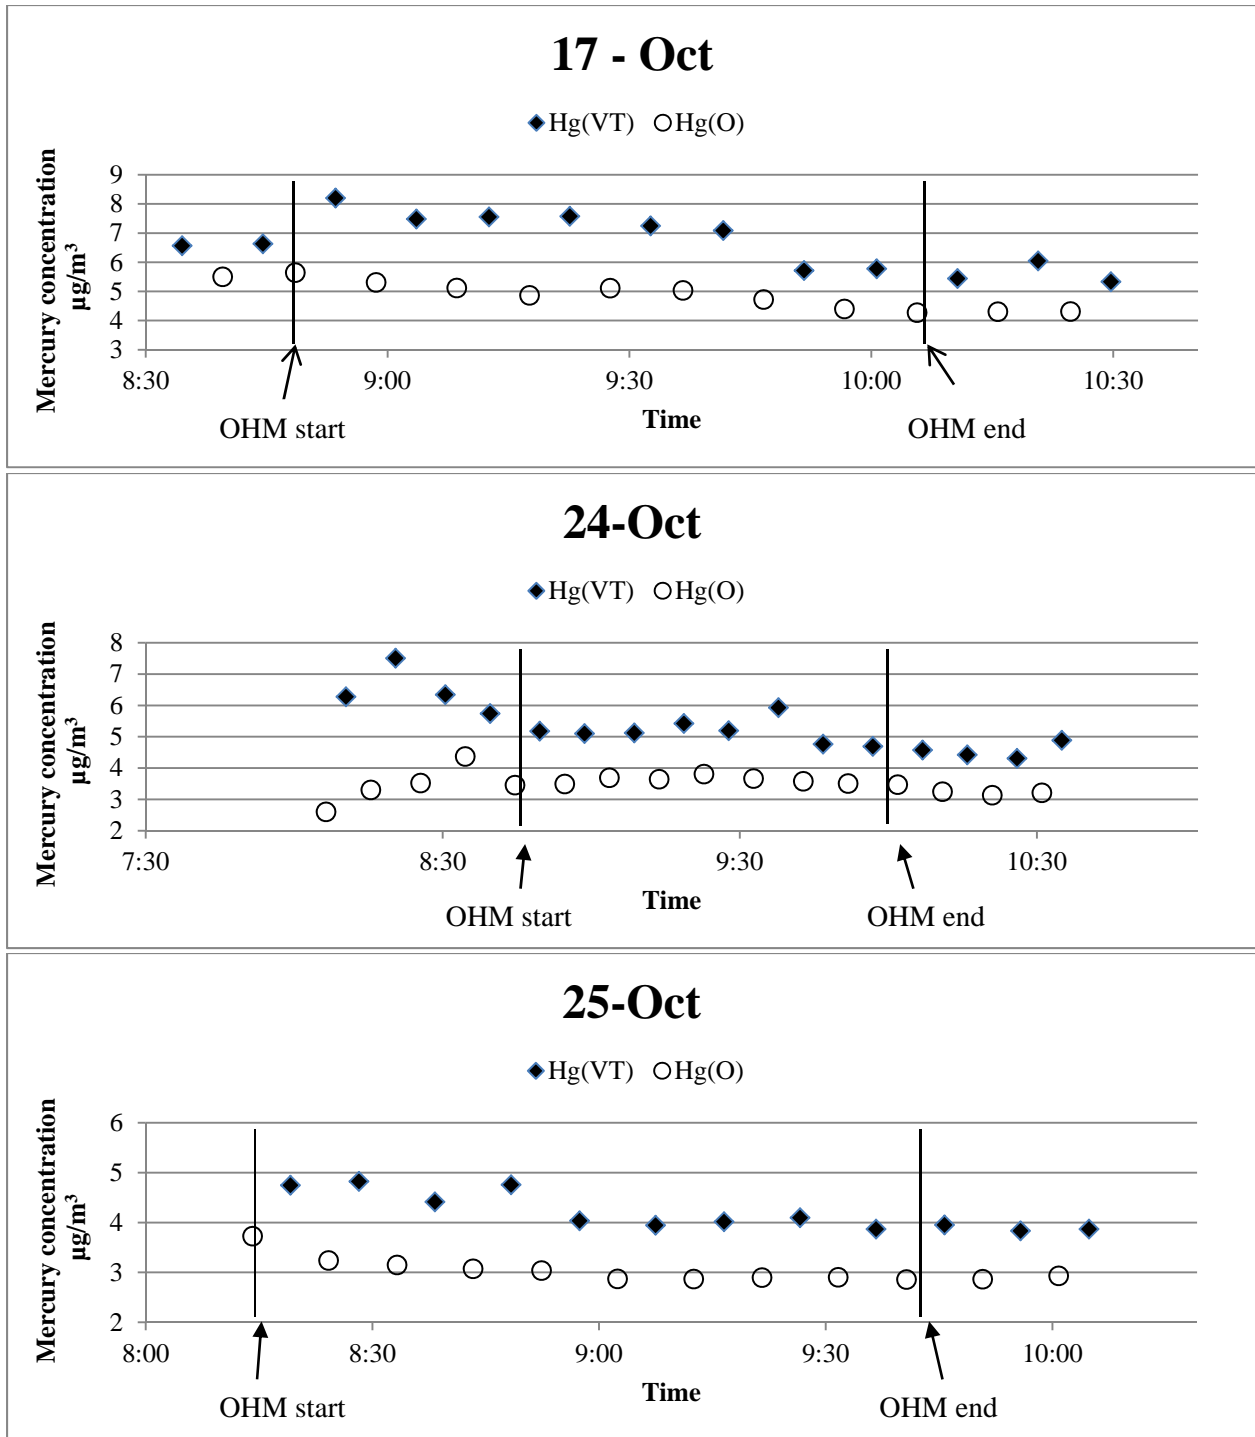 17 - Oct
Hg(VT) Hg(O)
Mercury concentration
µg/m³
9
8
7
6
5
4
3
8:30 9:00 9:30 10:00 10:30
Time
OHM start OHM end
24-Oct
Hg(VT) Hg(O)
Mercury concentration
µg/m³
8
7
6
5
4
3
2
7:30 8:30 9:30 10:30
Time
OHM start OHM end
25-Oct
Hg(VT) Hg(O)
Mercury concentration
µg/m³
6
5
4
3
2
8:00 8:30 9:00 9:30 10:00
Time
OHM start OHM end